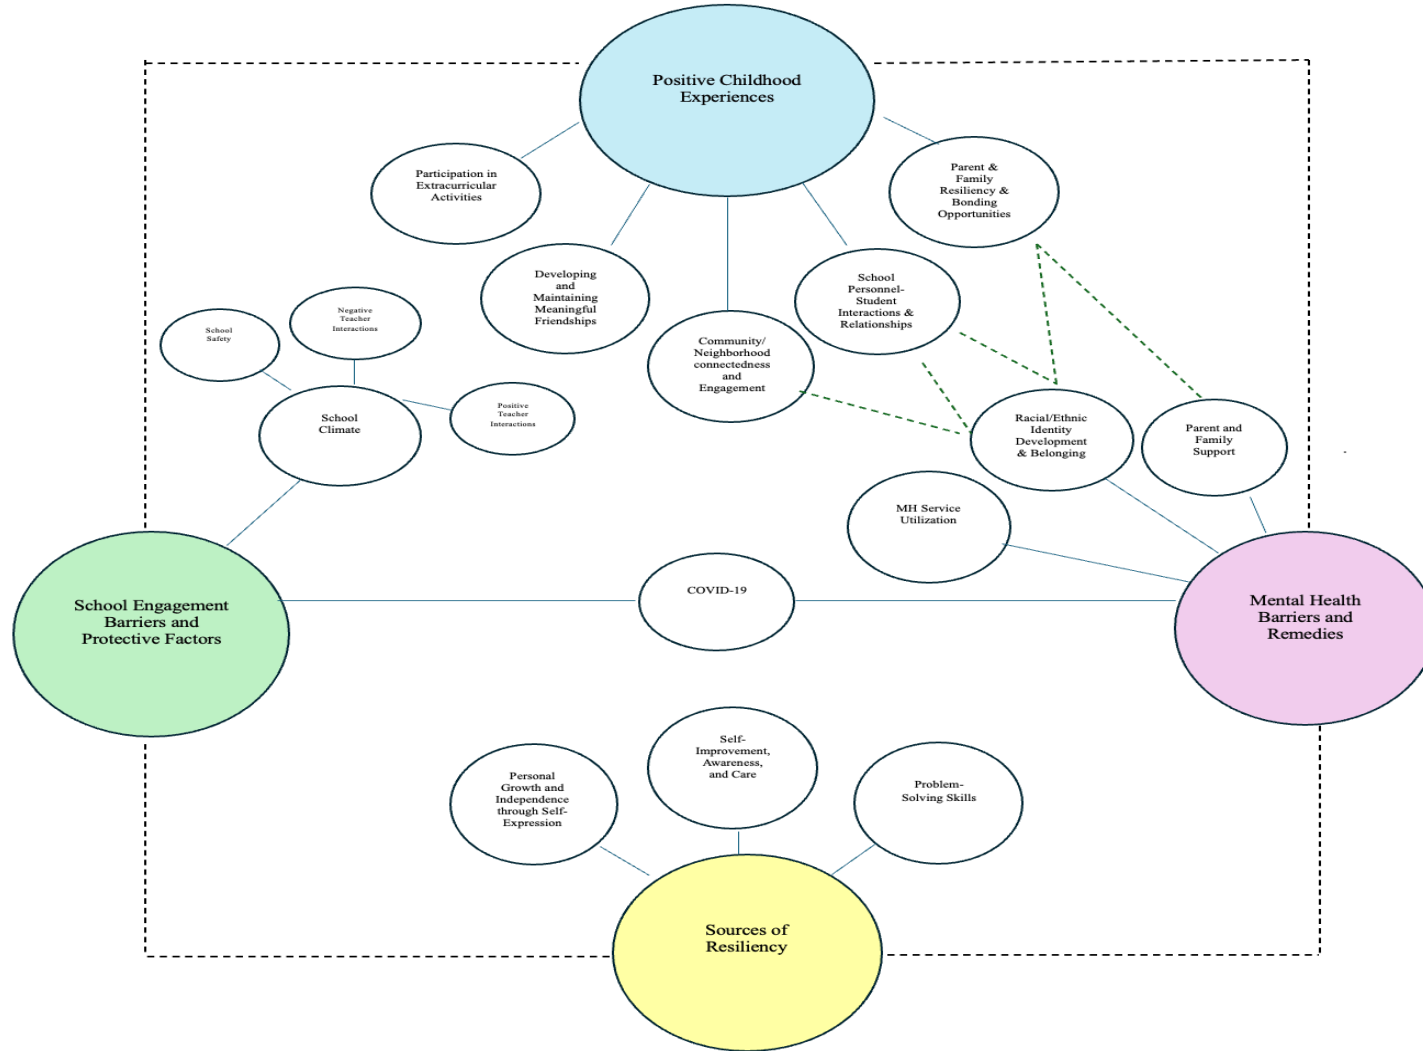 Positive Childhood
Experiences
Participation in
Extracurricular
Activities
Parent &
Family
Resiliency &
Bonding
Opportunities
Developing
and
Maintaining
Meaningful
Friendships
School
Personnel-
Student
Interactions &
Relationships
Community/
Neighborhood
connectedness
and
Engagement
School
Safety
Negative
Teacher
Interactions
School
Climate
Positive
Teacher
Interactions
Racial/Ethnic
Identity
Development
& Belonging
Parent and
Family
Support
MH Service
Utilization
COVID-19
School Engagement
Barriers and
Protective Factors
Mental Health
Barriers and
Remedies
Personal
Growth and
Independence
through Self-
Expression
Self-
Improvement,
Awareness,
and Care
Problem-
Solving Skills
Sources of
Resiliency